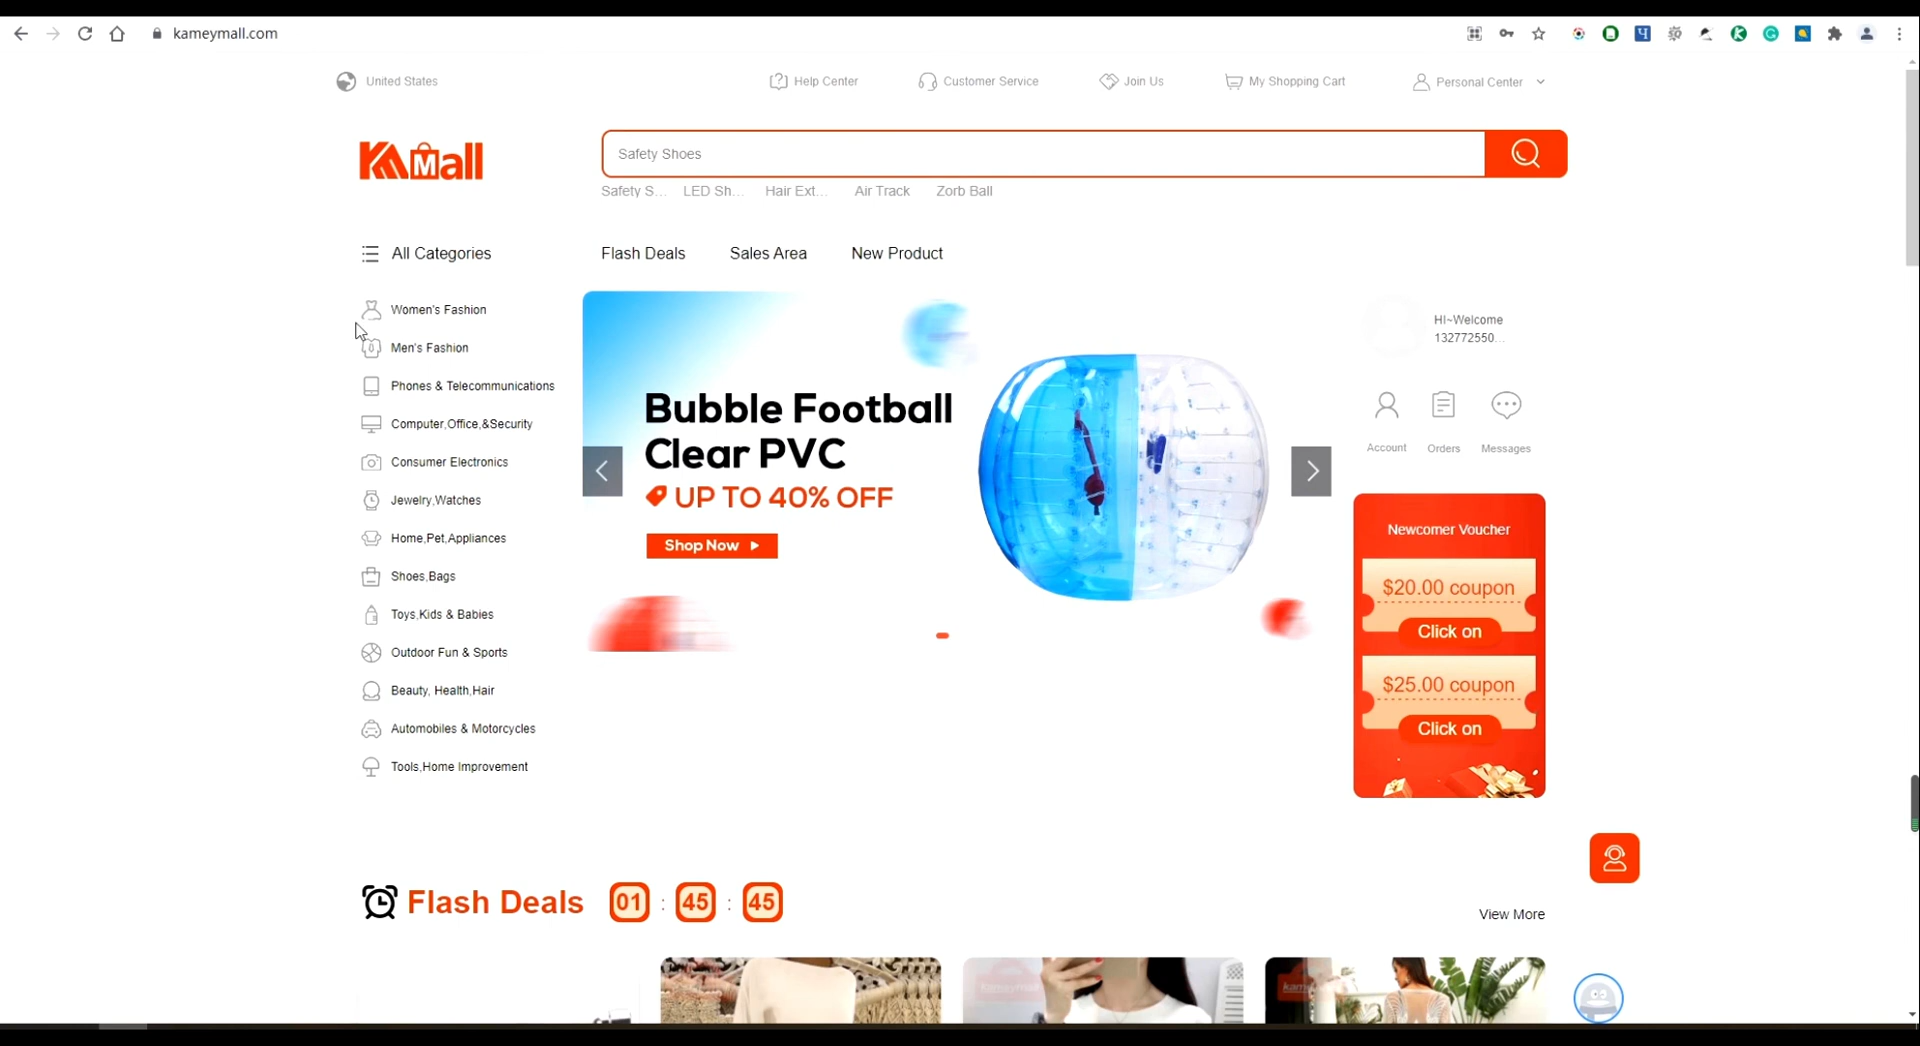 kameymall.com
United States
Help Center
Customer Service
Join Us
My Shopping Cart
Personal Center
KAMall
Safety Shoes
Safety S...
LED Sh...
Hair Ext...
Air Track
Zorb Ball
All Categories
Flash Deals
Sales Area
New Product
Women's Fashion
Men's Fashion
Phones & Telecommunications
Computer,Office,&Security
Consumer Electronics
Jewelry,Watches
Home,Pet,Appliances
Shoes,Bags
Toys,Kids & Babies
Outdoor Fun & Sports
Beauty, Health,Hair
Automobiles & Motorcycles
Tools,Home Improvement
Bubble Football
Clear PVC
UP TO 40% OFF
Shop Now
HI~Welcome
132772550...
Account
Orders
Messages
Newcomer Voucher
$20.00 coupon
Click on
$25.00 coupon
Click on
Flash Deals
01 : 45 : 45
View More